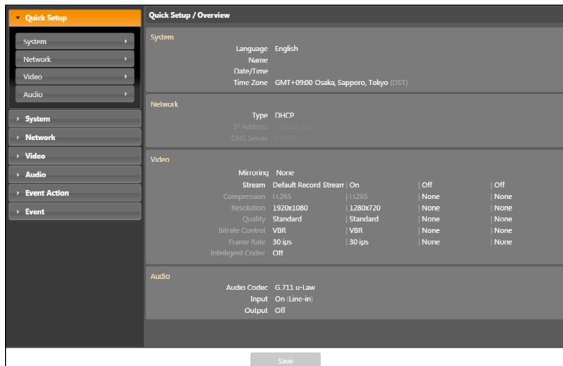 Quick Setup
System
Network
Video
Audio
System
Network
Video
Audio
Event Action
Event
Quick Setup / Overview
System
Language English
Name
Date/Time
Time Zone GMT+09:00 Osaka, Sapporo, Tokyo (DST)
Network
Type DHCP
IP Address
DNS Server
Video
Mirroring None
Stream Default Record Stream | On | Off | Off
Compression H.265 | H.265 | None | None
Resolution 1920x1080 | 1280x720 | None | None
Quality Standard | Standard | None | None
Bitrate Control VBR | VBR | None | None
Frame Rate 30 ips | 30 ips | None | None
Intelligent Codec Off
Audio
Audio Codec G.711 u-Law
Input On (Line-in)
Output Off
Save